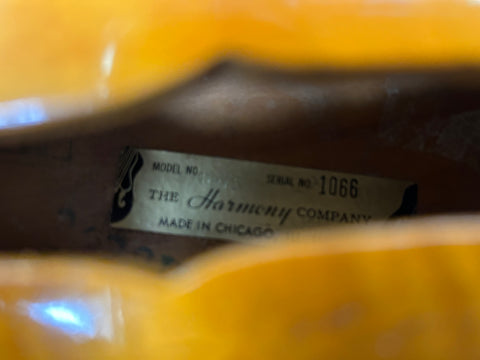 MODEL NO. SERIAL NO. 1066
THE Harmony COMPANY
MADE IN CHICAGO